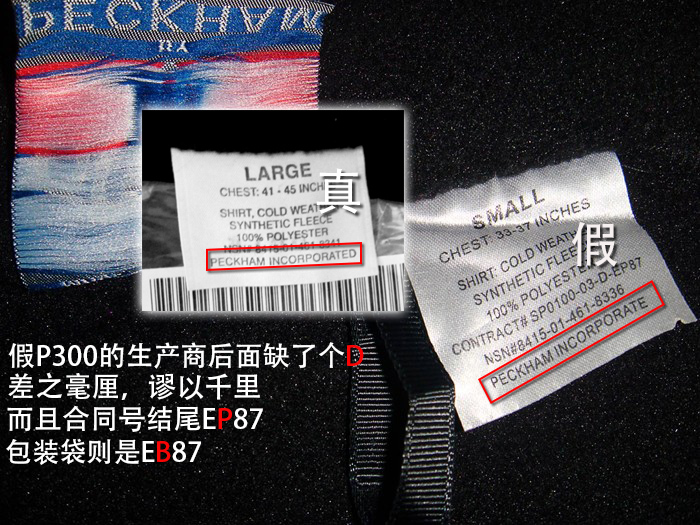 PECKHAM
LARGE
CHEST: 41 - 45 INCH
真
SHIRT, COLD WEAT
SYNTHETIC FLEECE
100% POLYESTER
PECKHAM INCORPORATED
SMALL
CHEST: 33-37 INCHES
假
SHIRT: COLD WEATH
SYNTHETIC FLEE
100% POLYESTER
CONTRACT# SP0100-03-D-EP87
NSN#8415-01-461-8336
PECKHAM INCORPORATE
假P300的生产商后面缺了个D
差之毫厘，谬以千里
而且合同号结尾EP87
包装袋则是EB87